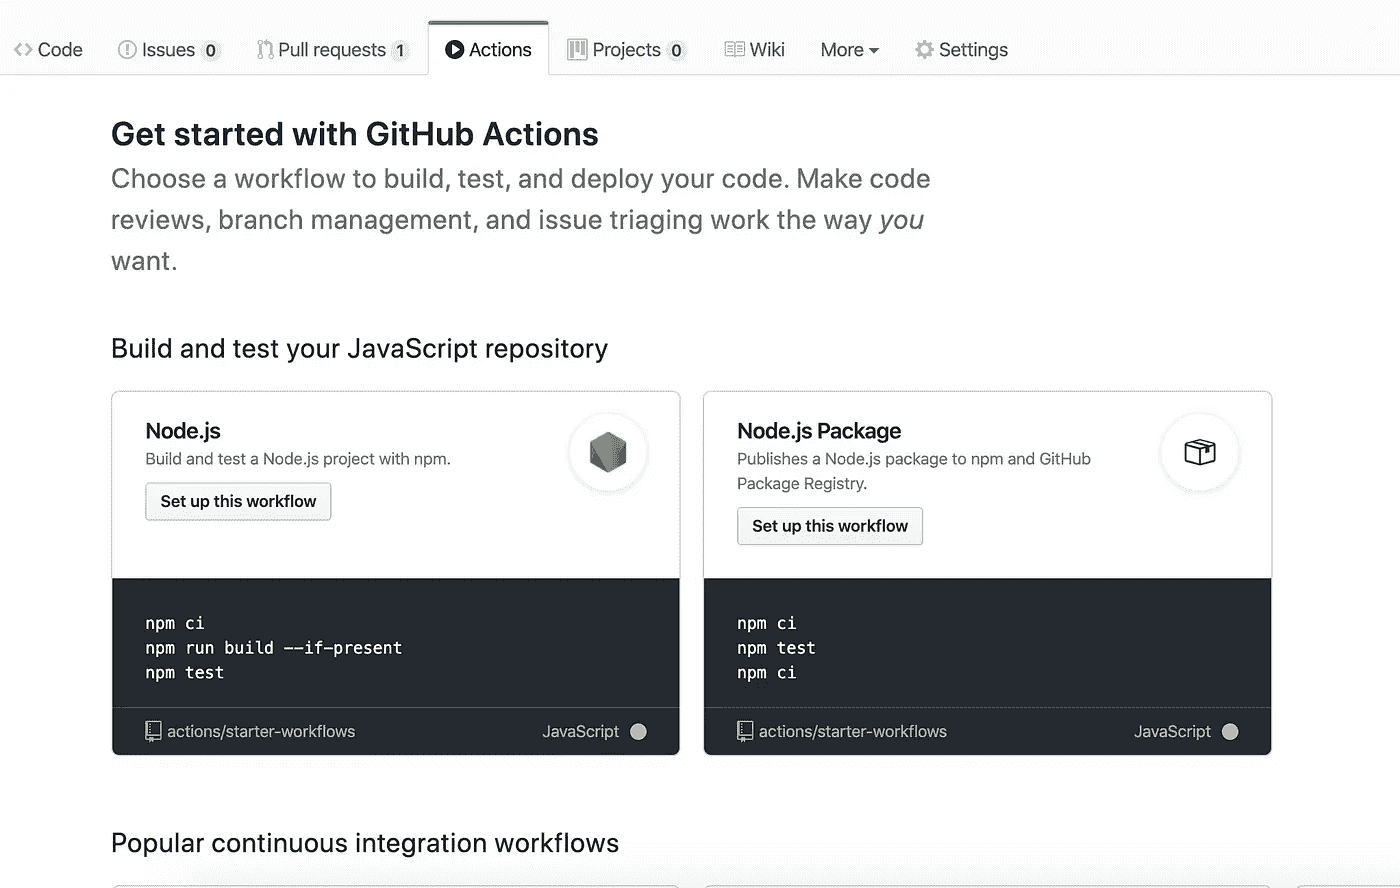 Code Issues 0 Pull requests 1 Actions Projects 0 Wiki More Settings
Get started with GitHub Actions
Choose a workflow to build, test, and deploy your code. Make code
reviews, branch management, and issue triaging work the way you
want.
Build and test your JavaScript repository
Node.js
Build and test a Node.js project with npm.
Set up this workflow
npm ci
npm run build --if-present
npm test
actions/starter-workflows JavaScript
Node.js Package
Publishes a Node.js package to npm and GitHub
Package Registry.
Set up this workflow
npm ci
npm test
npm ci
actions/starter-workflows JavaScript
Popular continuous integration workflows